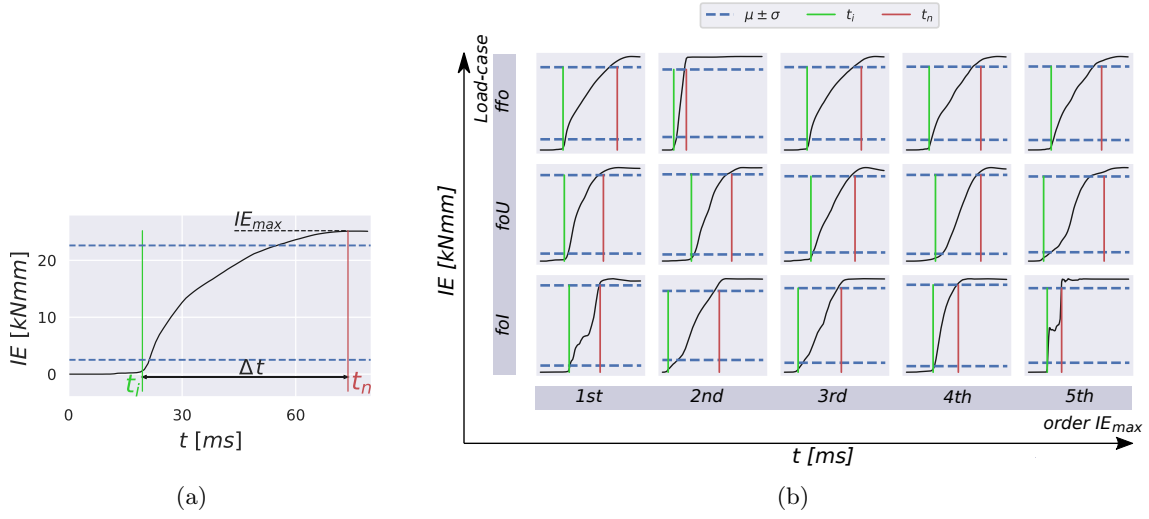 μ ± σ
t_i
t_n
Load-case
ffo
foU
foI
IE [kNmm]
1st
2nd
3rd
4th
5th
order IE_max
t [ms]
(b)
IE_max
20
10
0
IE [kNmm]
Δt
t_i
t_n
0
30
60
t [ms]
(a)